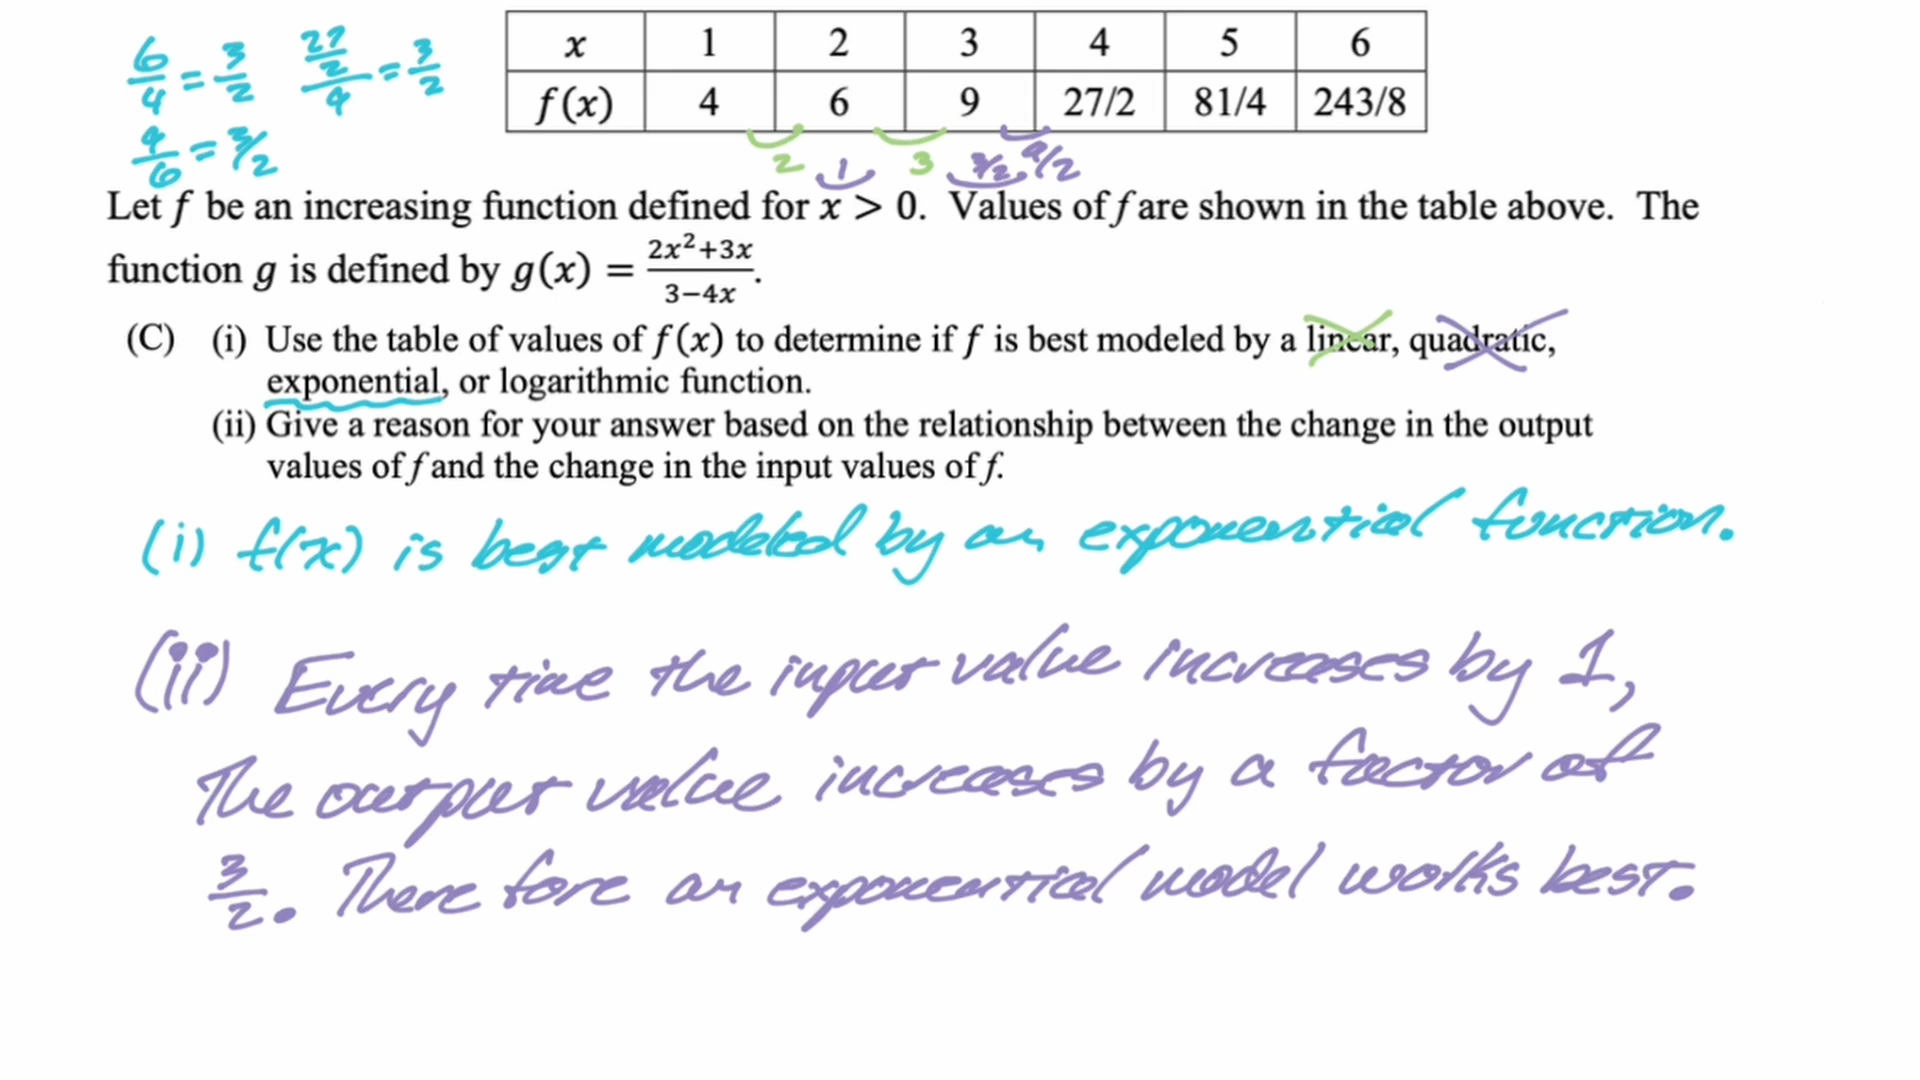 6/4 = 3/2   27/2/9 = 3/2
9/6 = 3/2
x 1 2 3 4 5 6
f(x) 4 6 9 27/2 81/4 243/8
2 1 3 3/2 9/2
Let f be an increasing function defined for x > 0. Values of f are shown in the table above. The
function g is defined by g(x) = (2x²+3x)/(3−4x).
(C) (i) Use the table of values of f(x) to determine if f is best modeled by a linear, quadratic,
exponential, or logarithmic function.
(ii) Give a reason for your answer based on the relationship between the change in the output
values of f and the change in the input values of f.
(i) f(x) is best modeled by an exponential function.
(ii) Every time the input value increases by 1,
The output value increases by a factor of
3/2. There fore an exponential model works best.